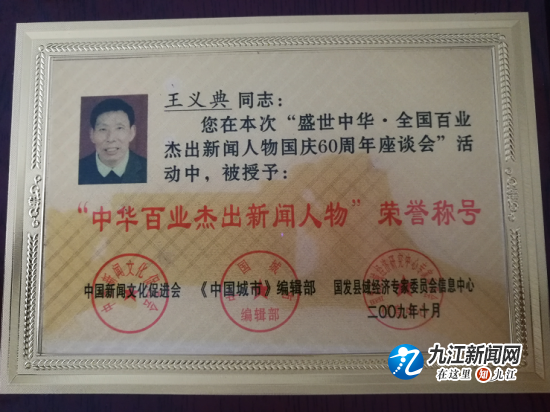 王义典同志：
您在本次“盛世中华·全国百业
杰出新闻人物国庆60周年座谈会”活
动中，被授予：
“中华百业杰出新闻人物”荣誉称号
中国新闻文化促进会 《中国城市》编辑部 国发县域经济专家委员会信息中心
编辑部
二〇〇九年十月
九江新闻网
在这里知九江